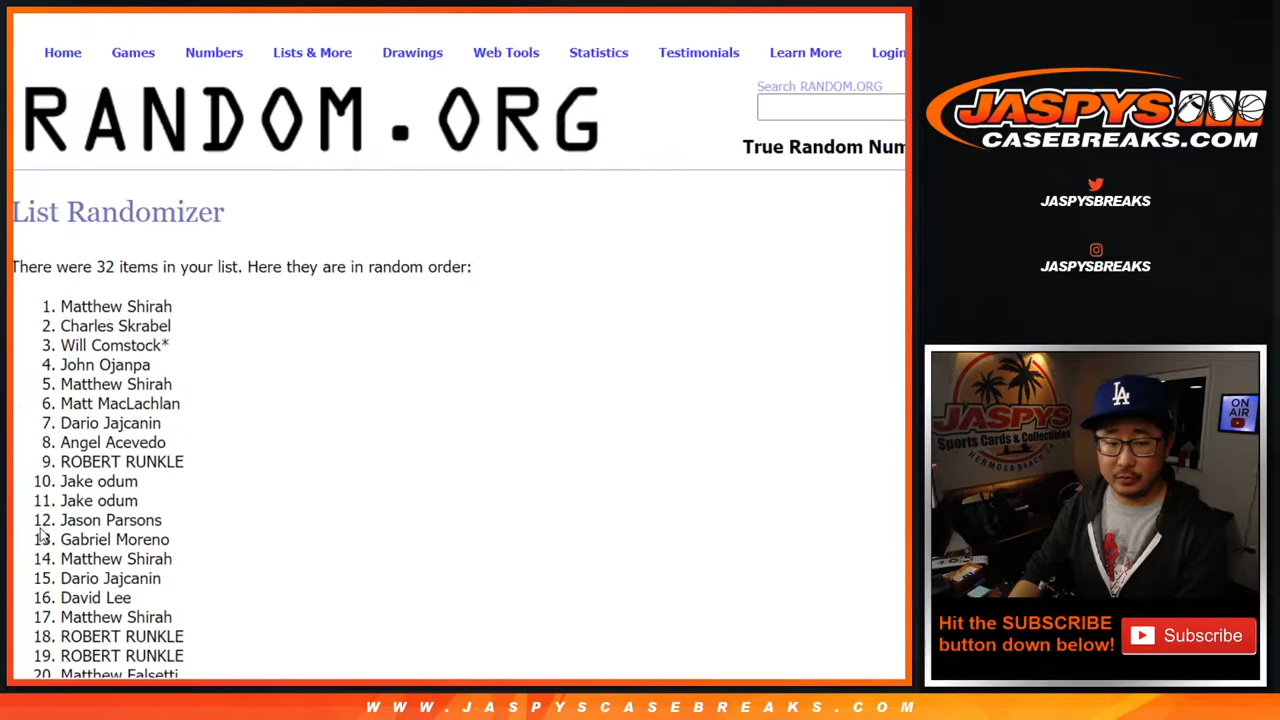 Home Games Numbers Lists & More Drawings Web Tools Statistics Testimonials Learn More Login
Search RANDOM.ORG
RANDOM.ORG
True Random Num
List Randomizer
There were 32 items in your list. Here they are in random order:
1. Matthew Shirah
2. Charles Skrabel
3. Will Comstock*
4. John Ojanpa
5. Matthew Shirah
6. Matt MacLachlan
7. Dario Jajcanin
8. Angel Acevedo
9. ROBERT RUNKLE
10. Jake odum
11. Jake odum
12. Jason Parsons
13. Gabriel Moreno
14. Matthew Shirah
15. Dario Jajcanin
16. David Lee
17. Matthew Shirah
18. ROBERT RUNKLE
19. ROBERT RUNKLE
20. Matthew Falsetti
JASPYS
CASEBREAKS.COM
JASPYSBREAKS
JASPYSBREAKS
JASPYS
Sports Cards & Collectibles
HERMOSA BEACH
LA
ON
AIR
Hit the SUBSCRIBE
button down below!
Subscribe
WWW.JASPYSCASEBREAKS.COM